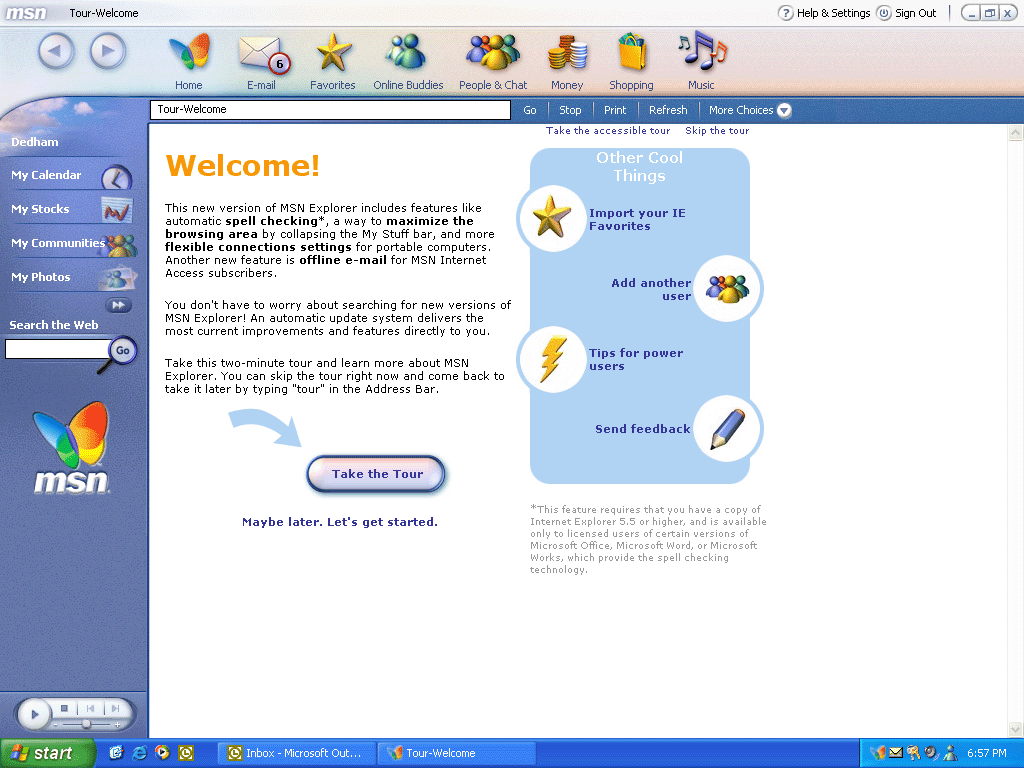 msn Tour-Welcome Help & Settings Sign Out
6
Home E-mail Favorites Online Buddies People & Chat Money Shopping Music
Tour-Welcome Go Stop Print Refresh More Choices
Dedham
My Calendar
My Stocks
My Communities
My Photos
Search the Web
Go
msn
Take the accessible tour Skip the tour
Welcome!
This new version of MSN Explorer includes features like
automatic spell checking*, a way to maximize the
browsing area by collapsing the My Stuff bar, and more
flexible connections settings for portable computers.
Another new feature is offline e-mail for MSN Internet
Access subscribers.
You don't have to worry about searching for new versions of
MSN Explorer! An automatic update system delivers the
most current improvements and features directly to you.
Take this two-minute tour and learn more about MSN
Explorer. You can skip the tour right now and come back to
take it later by typing "tour" in the Address Bar.
Take the Tour
Maybe later. Let's get started.
Other Cool
Things
Import your IE
Favorites
Add another
user
Tips for power
users
Send feedback
*This feature requires that you have a copy of
Internet Explorer 5.5 or higher, and is available
only to licensed users of certain versions of
Microsoft Office, Microsoft Word, or Microsoft
Works, which provide the spell checking
technology.
start Inbox - Microsoft Out... Tour-Welcome 6:57 PM